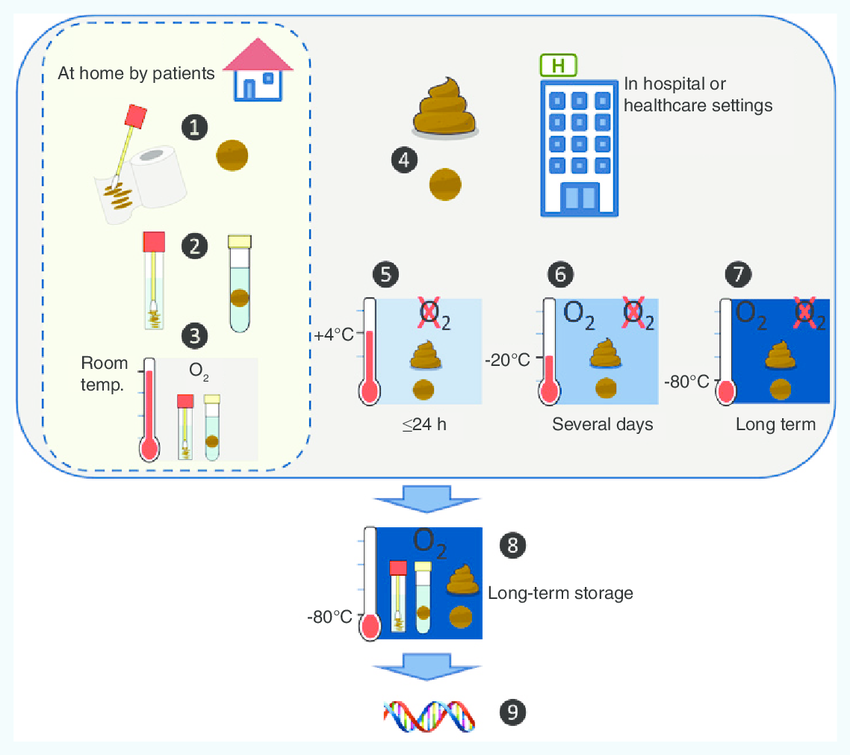 At home by patients
H
In hospital or
healthcare settings
1
4
2
3
Room
temp.
O2
5
+4°C
O2
≤24 h
6
-20°C
O2 O2
Several days
7
-80°C
O2 O2
Long term
8
O2
-80°C
Long-term storage
9